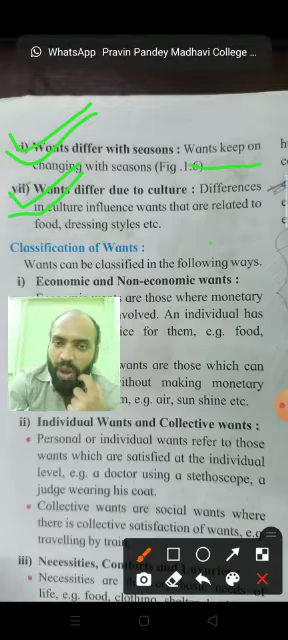 WhatsApp Pravin Pandey Madhavi College ...
i) Wants differ with seasons : Wants keep on
changing with seasons (Fig .1.6).
vii) Wants differ due to culture : Differences
in culture influence wants that are related to
food, dressing styles etc.
Classification of Wants :
Wants can be classified in the following ways.
i) Economic and Non-economic wants :
are those where monetary
volved. An individual has
ice for them, e.g. food,
wants are those which can
ithout making monetary
e.g. air, sun shine etc.
ii) Individual Wants and Collective wants :
• Personal or individual wants refer to those
wants which are satisfied at the individual
level, e.g. a doctor using a stethoscope, a
judge wearing his coat.
• Collective wants are social wants where
there is collective satisfaction of wants, e.g.
travelling by train
iii) Necessities, Comforts and Luxuries :
• Necessities are
life, e.g. food, clothing, shelter